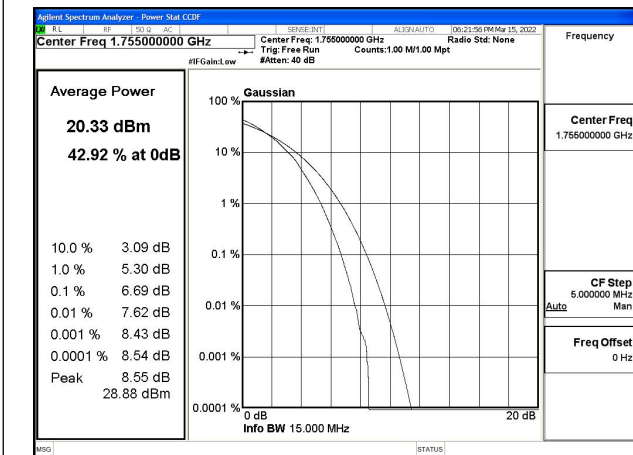 Agilent Spectrum Analyzer - Power Stat CCDF
RL RF 50 Ω AC SENSE:INT ALIGN AUTO 06:21:56 PM Mar 15, 2022
Center Freq 1.755000000 GHz
Center Freq: 1.755000000 GHz Radio Std: None
Trig: Free Run Counts:1.00 M/1.00 Mpt
#IFGain:Low #Atten: 40 dB
Frequency
Average Power
20.33 dBm
42.92 % at 0dB
10.0 % 3.09 dB
1.0 % 5.30 dB
0.1 % 6.69 dB
0.01 % 7.62 dB
0.001 % 8.43 dB
0.0001 % 8.54 dB
Peak 8.55 dB
28.88 dBm
Gaussian
100 %
10 %
1 %
0.1 %
0.01 %
0.001 %
0.0001 %
0 dB 20 dB
Info BW 15.000 MHz
Center Freq
1.755000000 GHz
CF Step
5.000000 MHz
Auto Man
Freq Offset
0 Hz
MSG STATUS